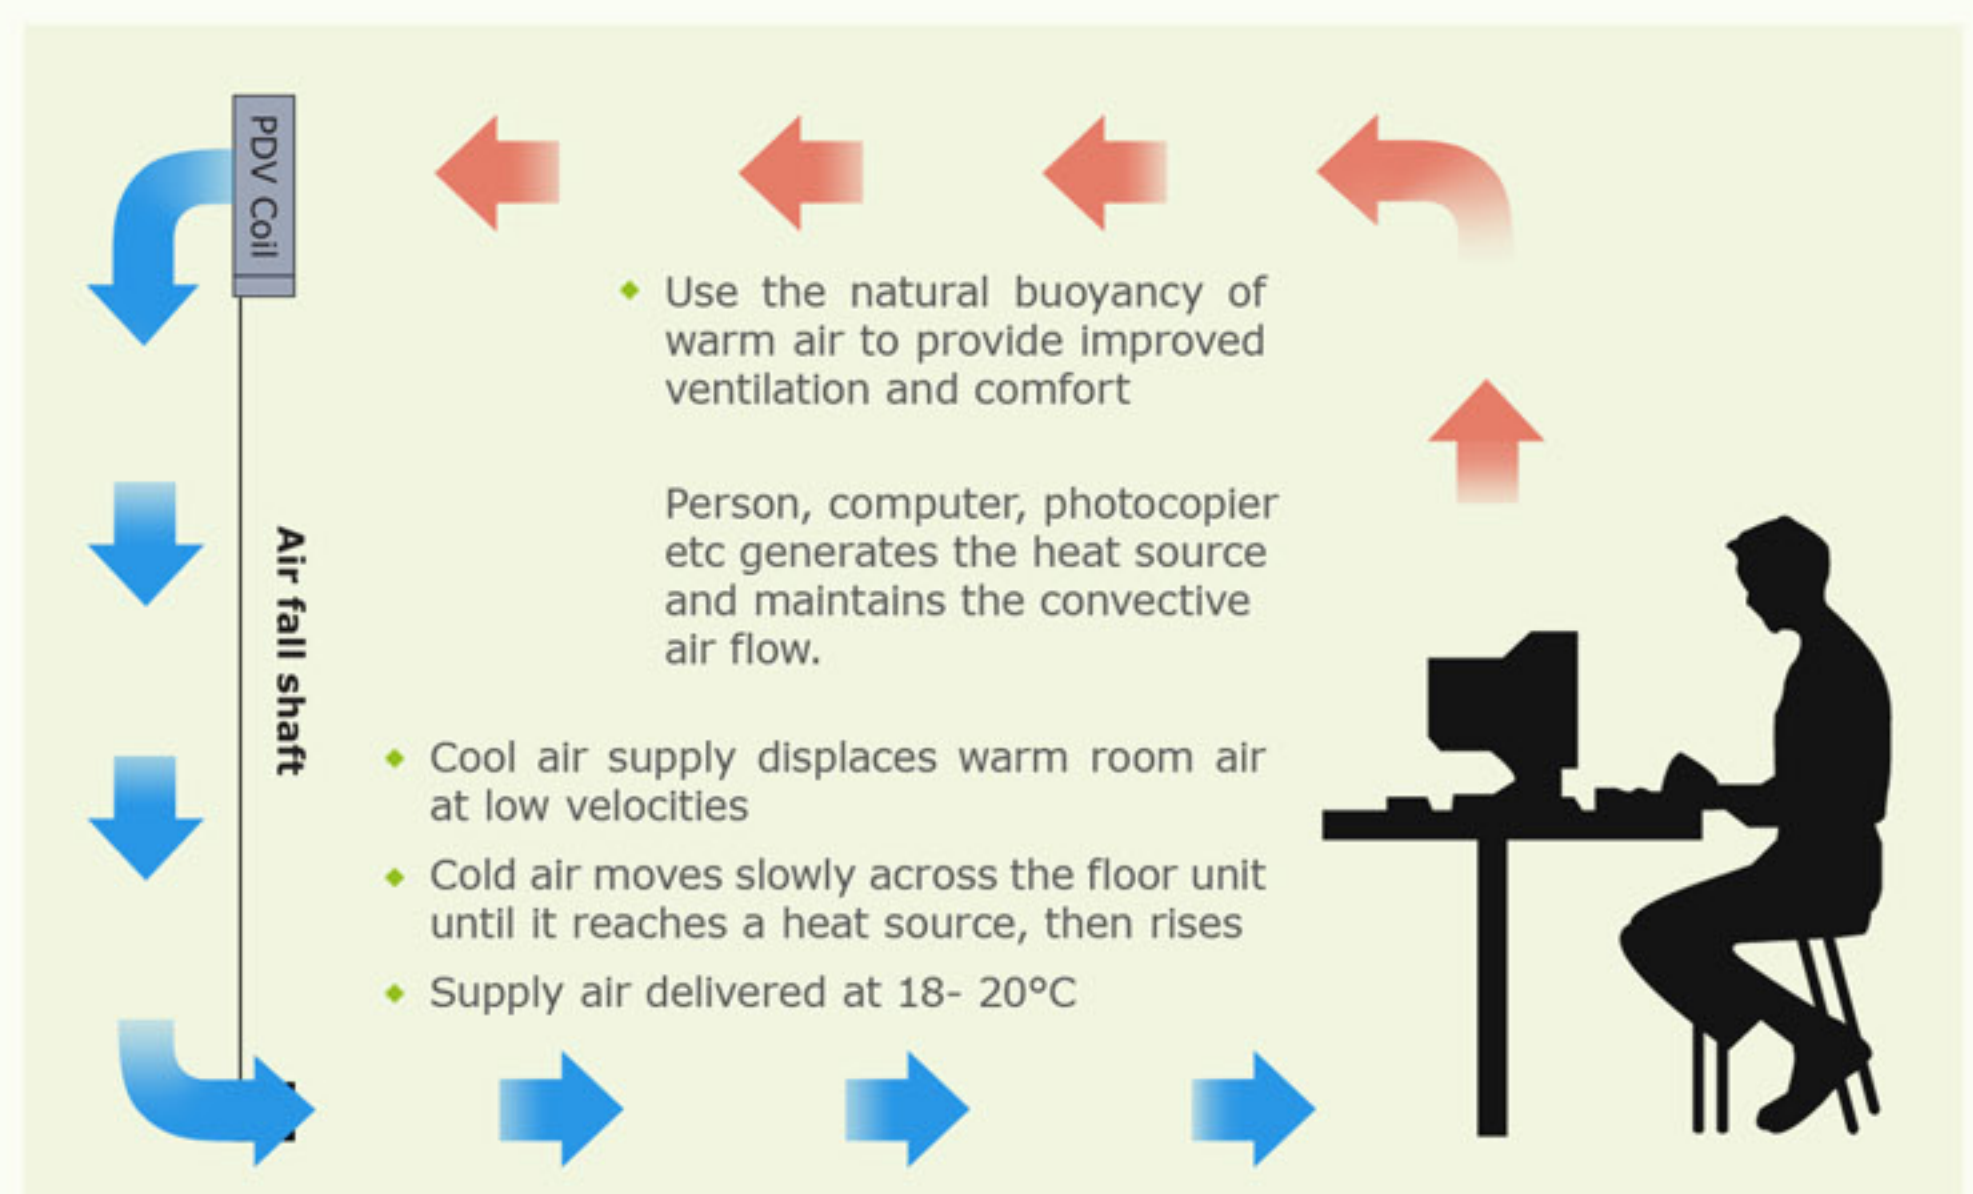 PDV Coil
Use the natural buoyancy of
warm air to provide improved
ventilation and comfort
Person, computer, photocopier
etc generates the heat source
and maintains the convective
air flow.
Air fall shaft
Cool air supply displaces warm room air
at low velocities
Cold air moves slowly across the floor unit
until it reaches a heat source, then rises
Supply air delivered at 18- 20°C